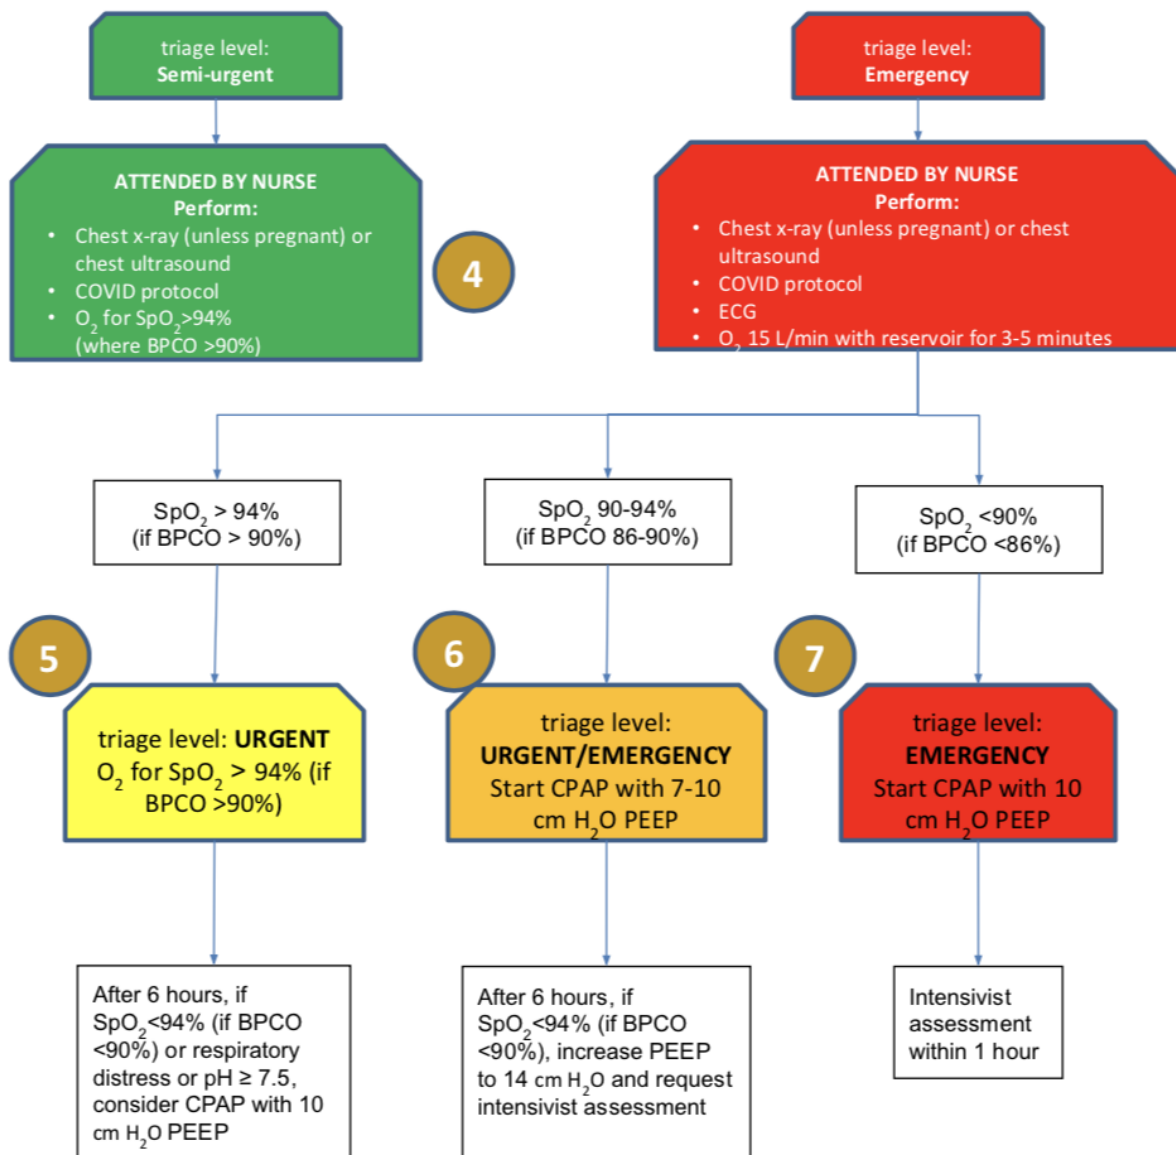 triage level:
Semi-urgent
triage level:
Emergency
ATTENDED BY NURSE
Perform:
• Chest x-ray (unless pregnant) or
chest ultrasound
• COVID protocol
• O₂ for SpO₂>94%
(where BPCO >90%)
4
ATTENDED BY NURSE
Perform:
• Chest x-ray (unless pregnant) or chest
ultrasound
• COVID protocol
• ECG
• O₂ 15 L/min with reservoir for 3-5 minutes
SpO₂ > 94%
(if BPCO > 90%)
SpO₂ 90-94%
(if BPCO 86-90%)
SpO₂ <90%
(if BPCO <86%)
5
triage level: URGENT
O₂ for SpO₂ > 94% (if
BPCO >90%)
6
triage level:
URGENT/EMERGENCY
Start CPAP with 7-10
cm H₂O PEEP
7
triage level:
EMERGENCY
Start CPAP with 10
cm H₂O PEEP
After 6 hours, if
SpO₂<94% (if BPCO
<90%) or respiratory
distress or pH ≥ 7.5,
consider CPAP with 10
cm H₂O PEEP
After 6 hours, if
SpO₂<94% (if BPCO
<90%), increase PEEP
to 14 cm H₂O and request
intensivist assessment
Intensivist
assessment
within 1 hour